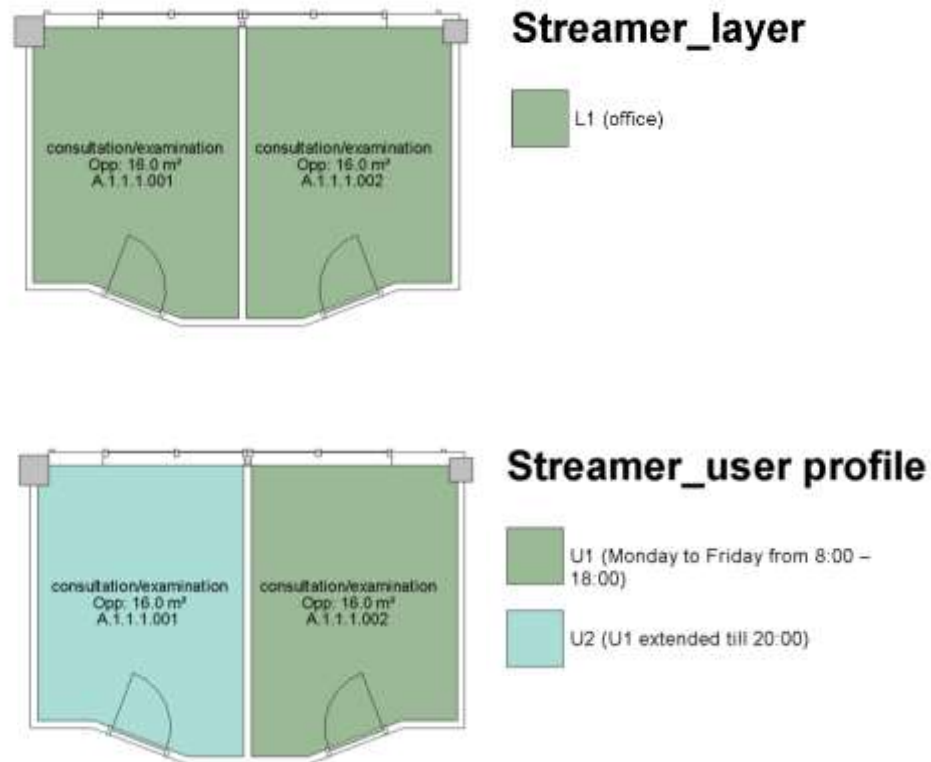 Streamer_layer
L1 (office)
consultation/examination
Opp: 16.0 m²
A.1.1.1.001
consultation/examination
Opp: 16.0 m²
A.1.1.1.002
Streamer_user profile
U1 (Monday to Friday from 8:00 –
18:00)
U2 (U1 extended till 20:00)
consultation/examination
Opp: 16.0 m²
A.1.1.1.001
consultation/examination
Opp: 16.0 m²
A.1.1.1.002